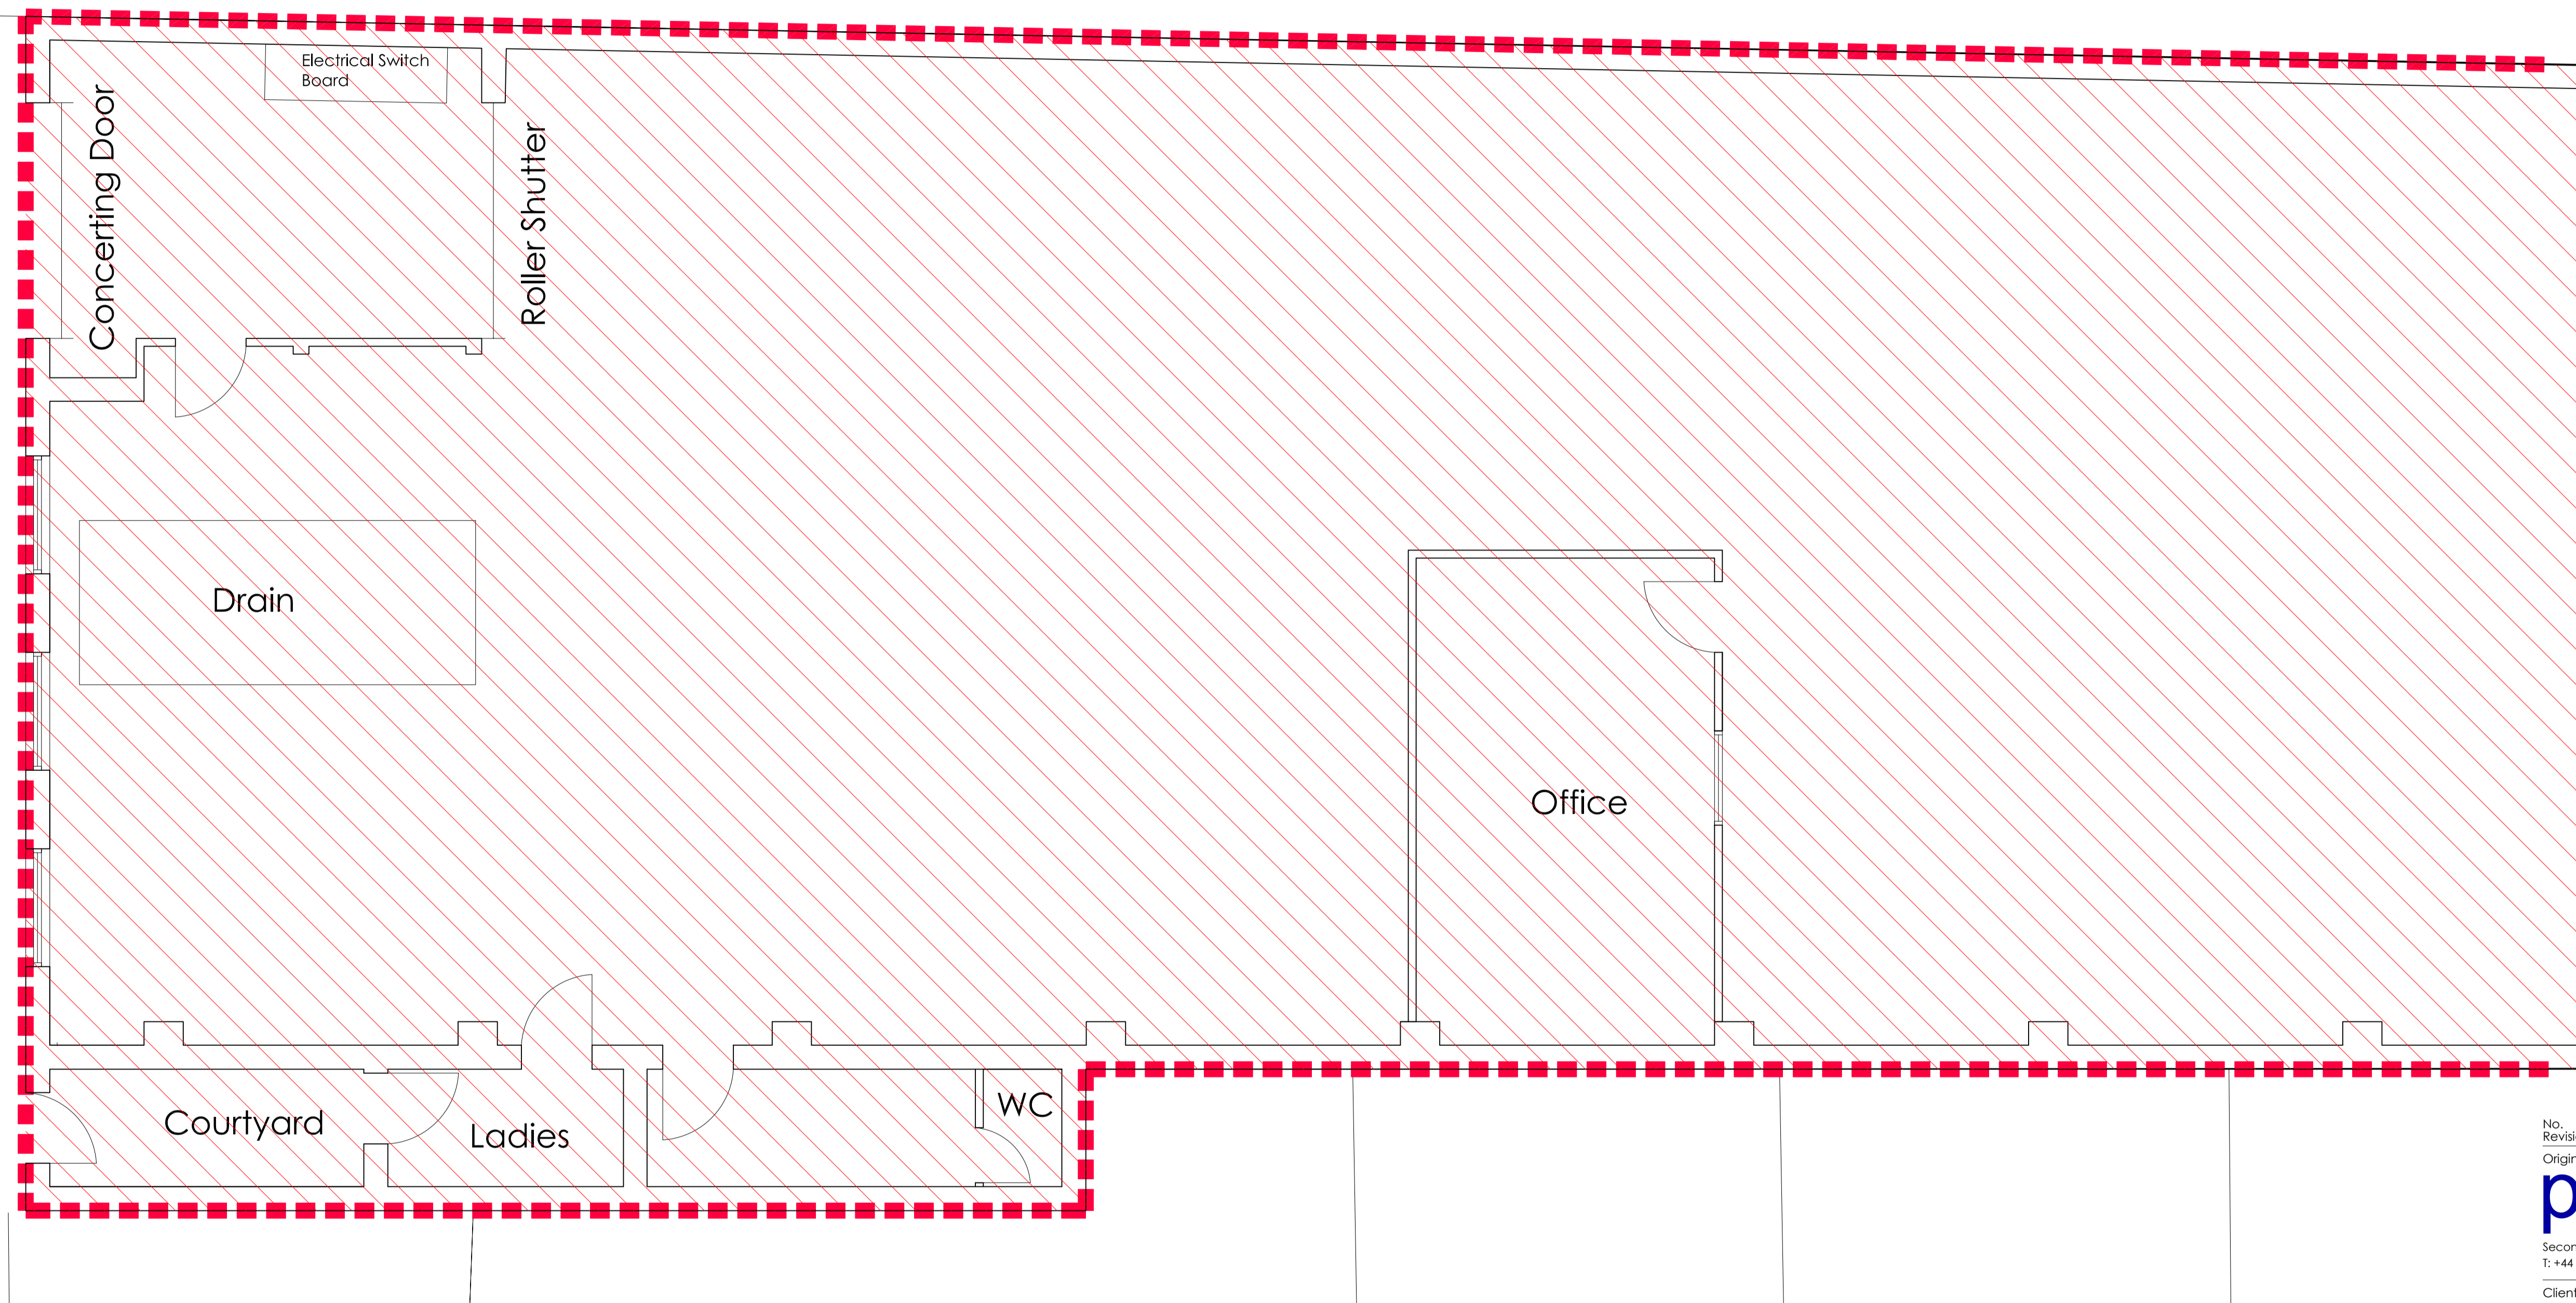 Electrical Switch
Board
Concerting Door
Roller Shutter
Drain
Office
Courtyard
Ladies
WC
No.
Revisi
Origin
p
Secon
T: +44
Client